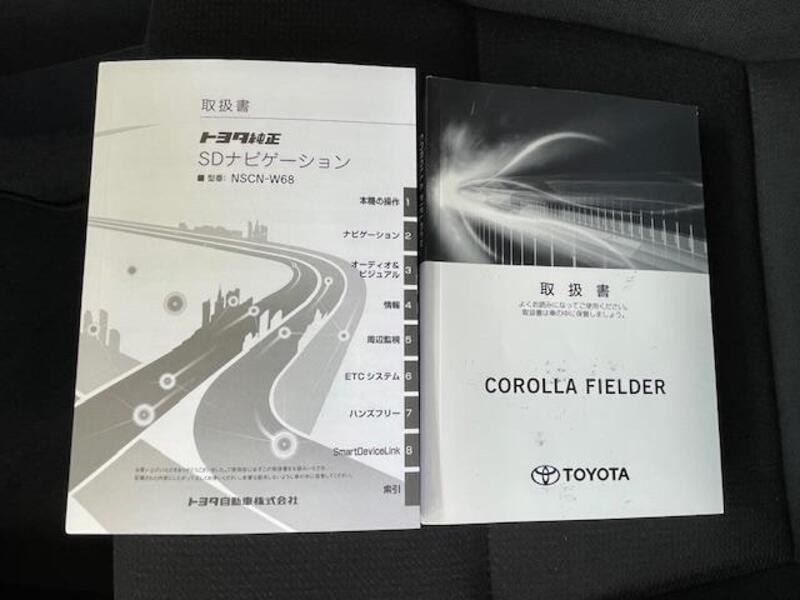 取扱書
トヨタ純正
SDナビゲーション
■ 型番: NSCN-W68
本機の操作 1
ナビゲーション 2
オーディオ&
ビジュアル 3
情報 4
周辺監視 5
ETCシステム 6
ハンズフリー 7
SmartDeviceLink 8
索引
トヨタ自動車株式会社
COROLLA FIELDER
取扱書
よくお読みになってご使用ください。
取扱書は車の中に保管しましょう。
COROLLA FIELDER
TOYOTA